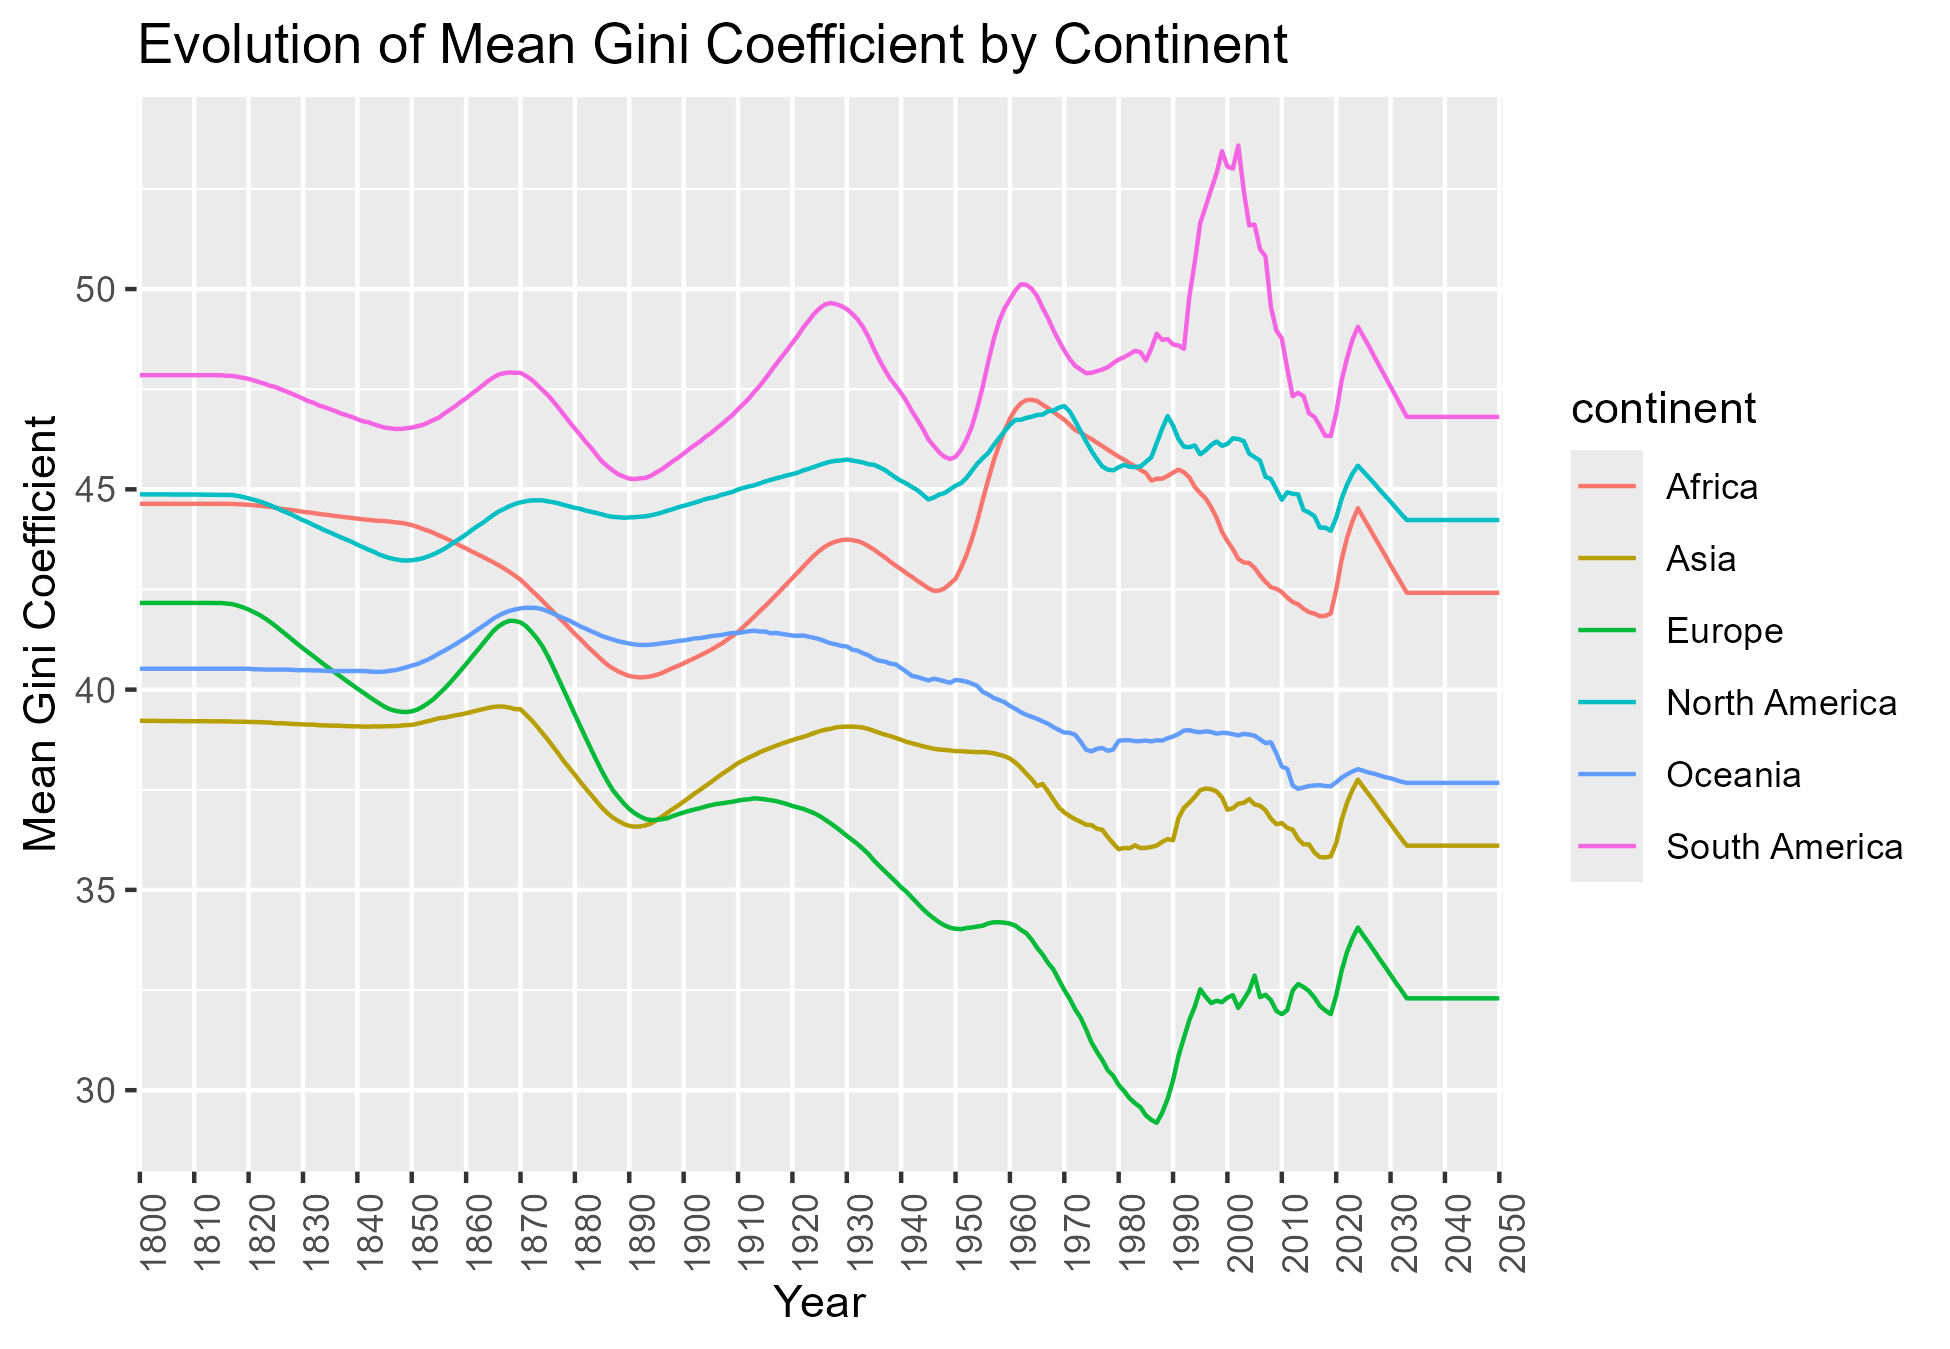 Evolution of Mean Gini Coefficient by Continent
Mean Gini Coefficient
50
45
40
35
30
1800 1810 1820 1830 1840 1850 1860 1870 1880 1890 1900 1910 1920 1930 1940 1950 1960 1970 1980 1990 2000 2010 2020 2030 2040 2050
Year
continent
Africa
Asia
Europe
North America
Oceania
South America